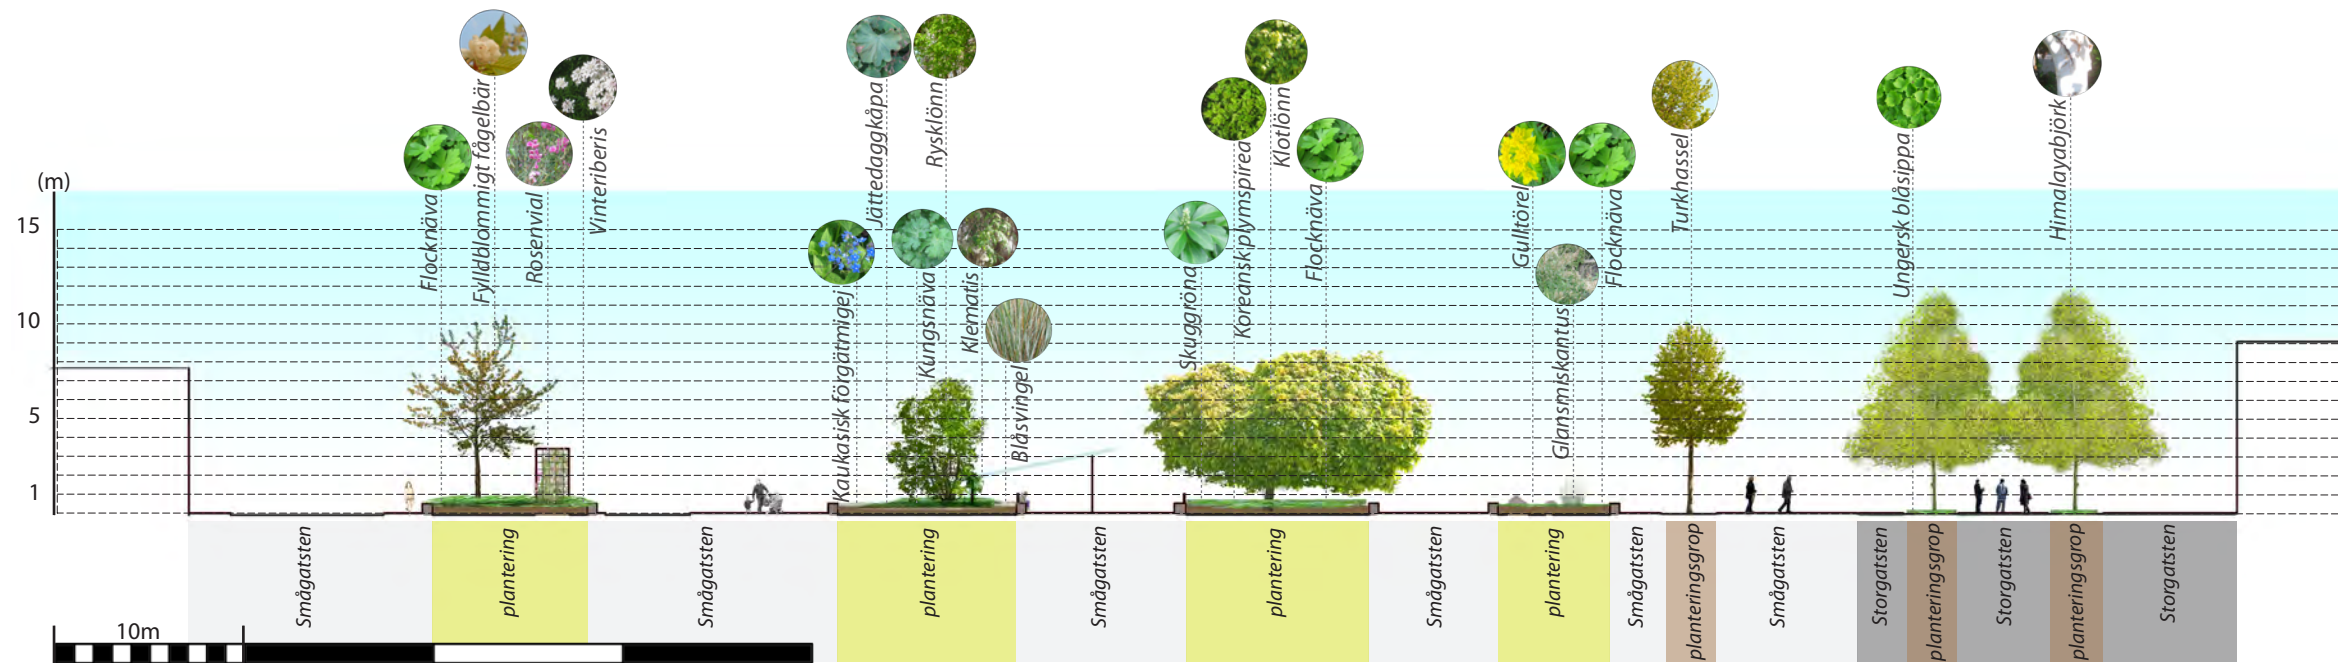 (m)
15
10
5
1
Flocknäva
Fylldblommigt fågelbär
Rosenvial
Vinteriberis
Kaukasisk förgätmigej
Jättedaggkåpa
Kungsnäva
Rysklönn
Klematis
Blåsvingel
Skuggröna
Koreansk plymspirea
Klotlönn
Flocknäva
Gulltörel
Glansmiskantus
Flocknäva
Turkhassel
Ungersk blåsippa
Himalayabjörk
Smågatsten
plantering
Smågatsten
plantering
Smågatsten
plantering
Smågatsten
plantering
Smågatsten
planteringsgrop
Smågatsten
Storgatsten
planteringsgrop
Storgatsten
planteringsgrop
Storgatsten
10m